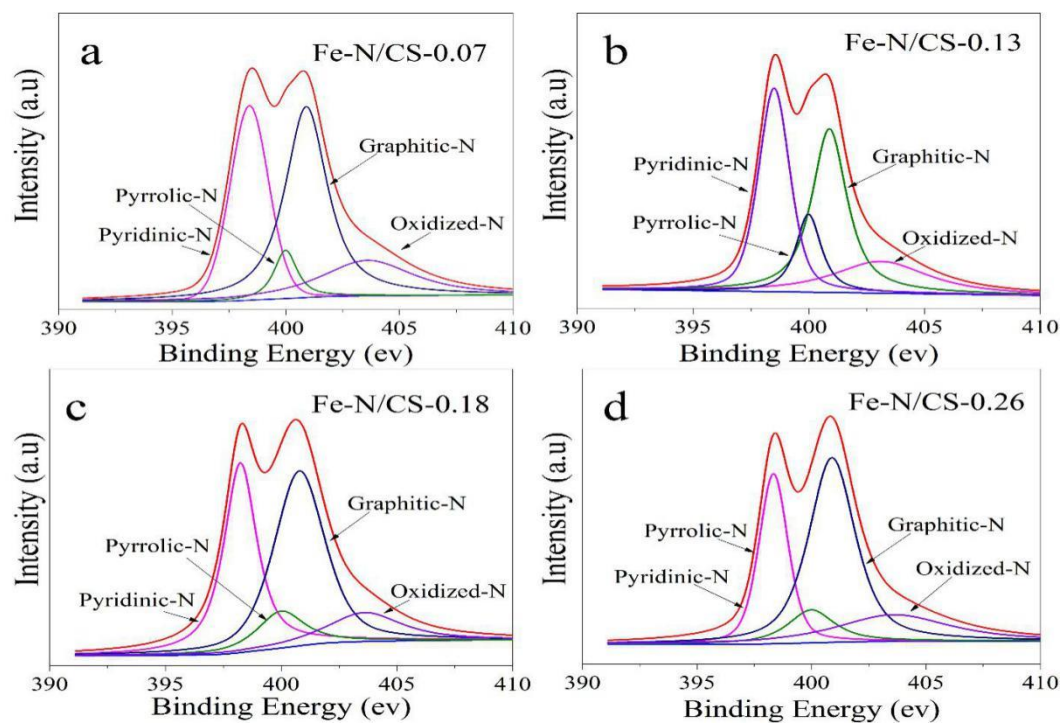 a
Fe-N/CS-0.07
Intensity (a.u)
Graphitic-N
Pyrrolic-N
Pyridinic-N
Oxidized-N
390 395 400 405 410
Binding Energy (ev)
b
Fe-N/CS-0.13
Intensity (a.u)
Pyridinic-N
Graphitic-N
Pyrrolic-N
Oxidized-N
390 395 400 405 410
Binding Energy (ev)
c
Fe-N/CS-0.18
Intensity (a.u)
Graphitic-N
Pyrrolic-N
Pyridinic-N
Oxidized-N
390 395 400 405 410
Binding Energy (ev)
d
Fe-N/CS-0.26
Intensity (a.u)
Pyrrolic-N
Graphitic-N
Pyridinic-N
Oxidized-N
390 395 400 405 410
Binding Energy (ev)